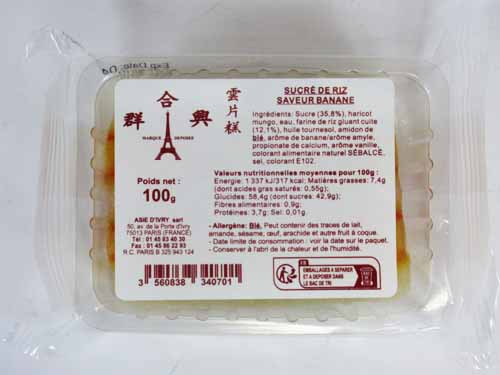 Exp Date:
群 合 興
雲片糕
MARQUE DEPOSEE
Poids net :
100g
ASIE D'IVRY sarl
50, av de la Porte d'Ivry
75013 PARIS (FRANCE)
Tél : 01 45 83 40 30
Fax : 01 45 86 22 93
R.C. PARIS B 325 943 124
3 560838 340701
SUCRÉ DE RIZ
SAVEUR BANANE
Ingrédients: Sucre (35,8%), haricot
mungo, eau, farine de riz gluant cuite
(12,1%), huile tournesol, amidon de
blé, arôme de banane/arôme amyle,
propionate de calcium, arôme vanille,
colorant alimentaire naturel SÉBALCÉ,
sel, colorant E102.
Valeurs nutritionnelles moyennes pour 100g :
Energie: 1 337 kJ/317 kcal; Matières grasses: 7,4g
(dont acides gras saturés: 0,55g);
Glucides: 58,4g (dont sucres: 42,9g);
Fibres alimentaires: 0,9g;
Protéines: 3,7g; Sel: 0,01g.
- Allergène: Blé, Peut contenir des traces de lait,
amande, sésame, œuf, arachide et autre fruit à coque.
- Date limite de consommation : voir la date sur le paquet.
- Conserver à l'abri de la chaleur et de l'humidité.
FR
EMBALLAGES A SEPARER
ET A DEPOSER DANS
LE BAC DE TRI